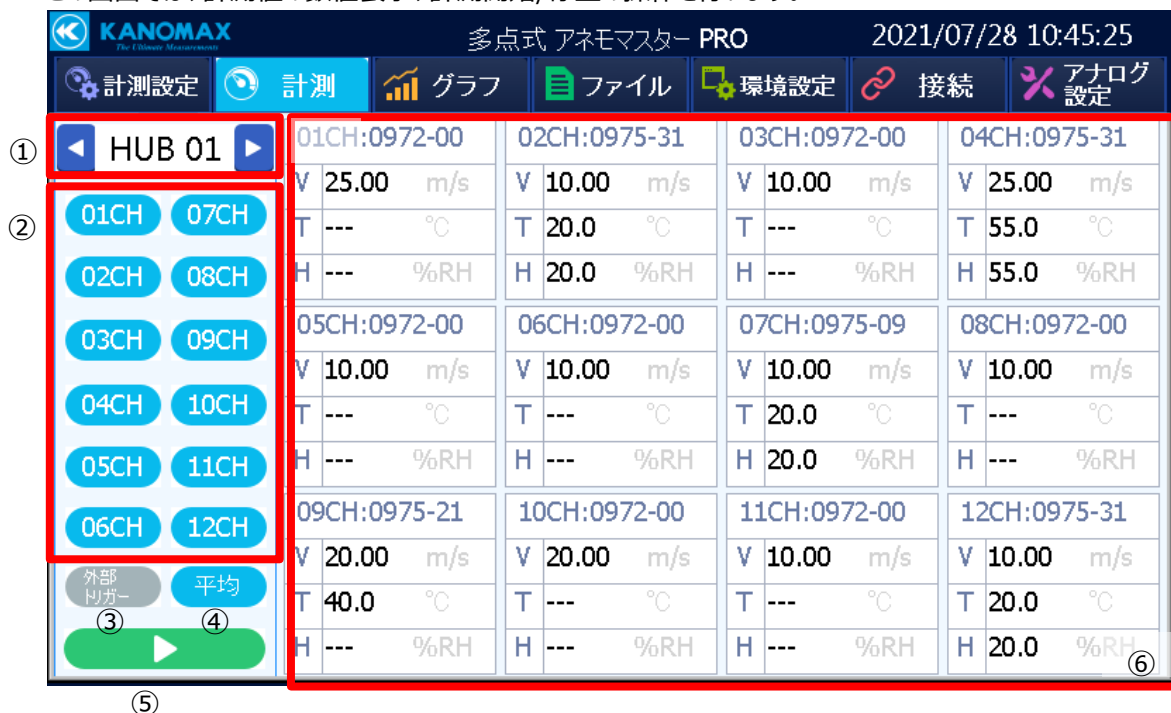 KANOMAX
The Ultimate Measurements
多点式 アネモマスター PRO 2021/07/28 10:45:25
計測設定 計測 グラフ ファイル 環境設定 接続 アナログ設定
① HUB 01
②
01CH 07CH
02CH 08CH
03CH 09CH
04CH 10CH
05CH 11CH
06CH 12CH
外部トリガー 平均
③ ④
⑤
01CH:0972-00 02CH:0975-31 03CH:0972-00 04CH:0975-31
V 25.00 m/s V 10.00 m/s V 10.00 m/s V 25.00 m/s
T --- ℃ T 20.0 ℃ T --- ℃ T 55.0 ℃
H --- %RH H 20.0 %RH H --- %RH H 55.0 %RH
05CH:0972-00 06CH:0972-00 07CH:0975-09 08CH:0972-00
V 10.00 m/s V 10.00 m/s V 10.00 m/s V 10.00 m/s
T --- ℃ T --- ℃ T 20.0 ℃ T --- ℃
H --- %RH H --- %RH H 20.0 %RH H --- %RH
09CH:0975-21 10CH:0972-00 11CH:0972-00 12CH:0975-31
V 20.00 m/s V 20.00 m/s V 10.00 m/s V 10.00 m/s
T 40.0 ℃ T --- ℃ T --- ℃ T 20.0 ℃
H --- %RH H --- %RH H --- %RH H 20.0 %RH
⑥